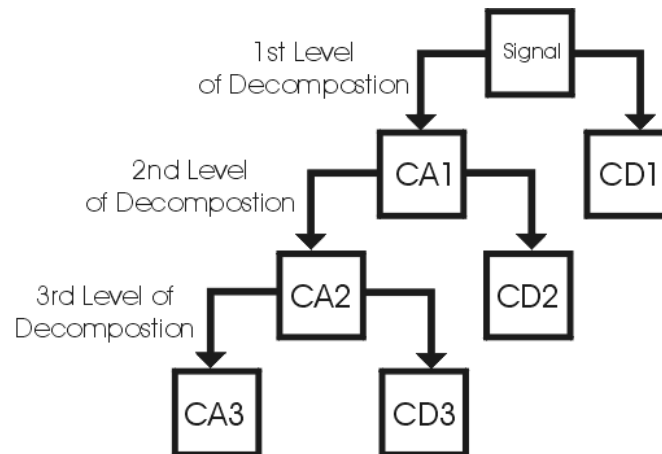 1st Level
of Decompostion
Signal
CA1
CD1
2nd Level
of Decompostion
CA2
CD2
3rd Level of
Decompostion
CA3
CD3